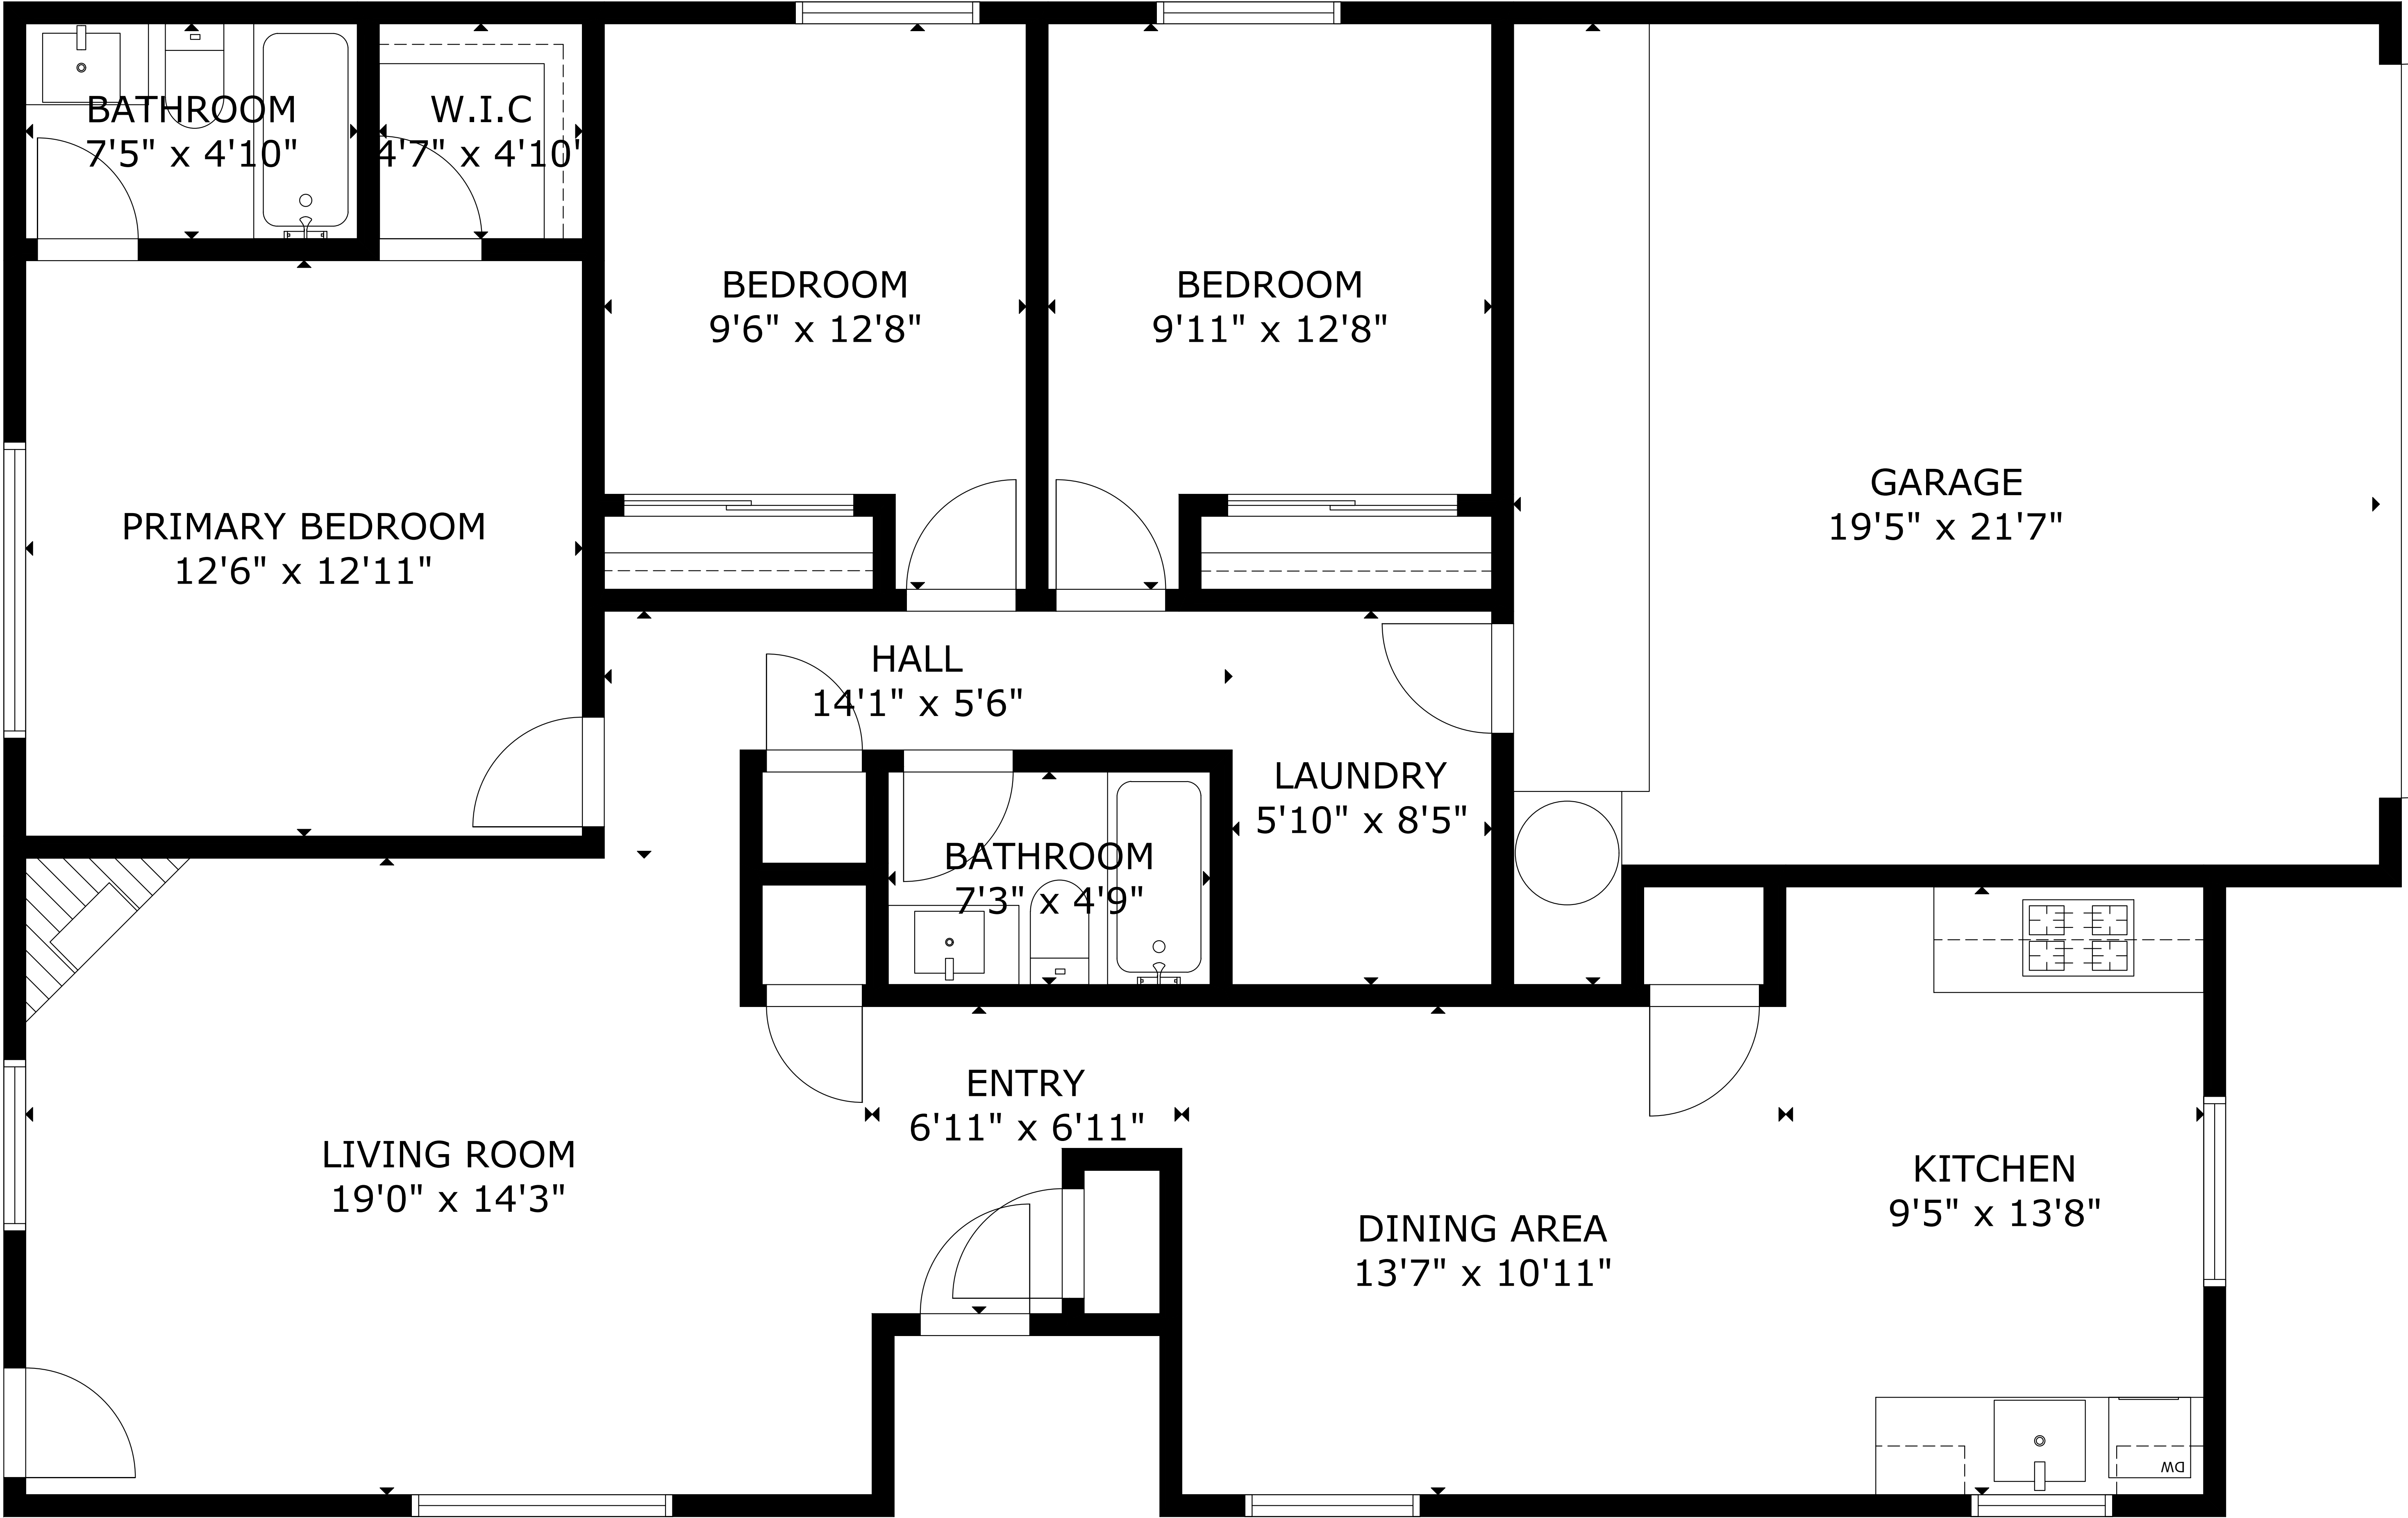 BATHROOM
7'5" x 4'10"
W.I.C
4'7" x 4'10"
BEDROOM
9'6" x 12'8"
BEDROOM
9'11" x 12'8"
GARAGE
19'5" x 21'7"
PRIMARY BEDROOM
12'6" x 12'11"
HALL
14'1" x 5'6"
LAUNDRY
5'10" x 8'5"
BATHROOM
7'3" x 4'9"
ENTRY
6'11" x 6'11"
LIVING ROOM
19'0" x 14'3"
DINING AREA
13'7" x 10'11"
KITCHEN
9'5" x 13'8"
DW